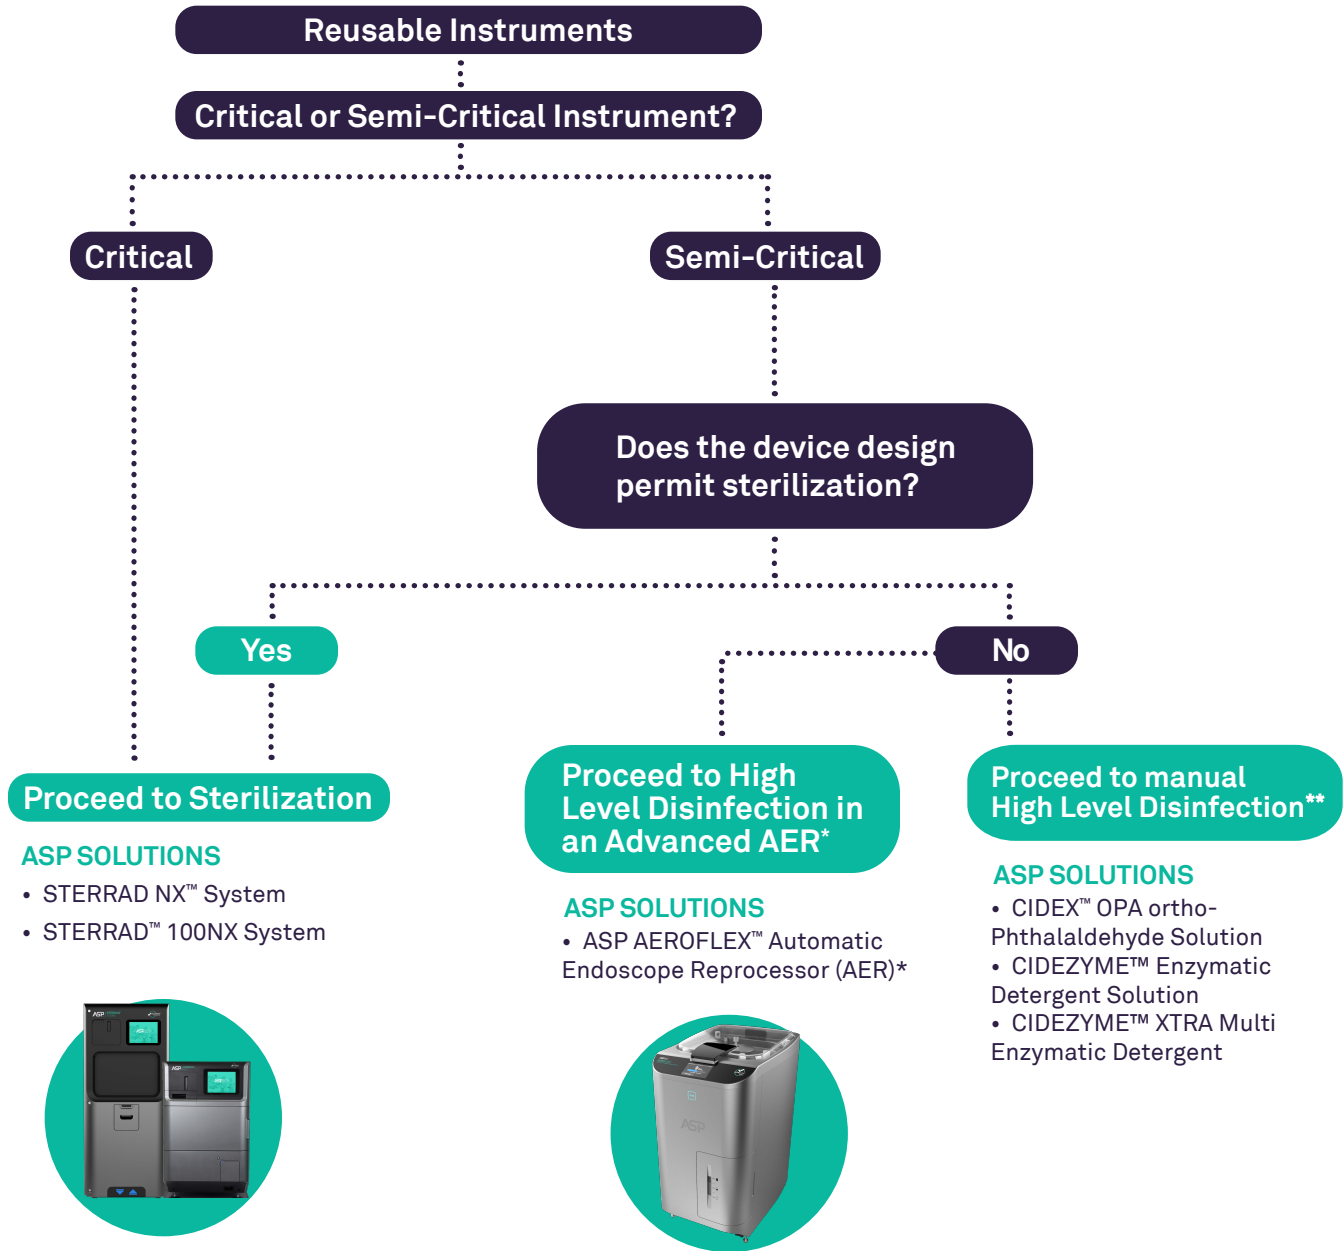 Reusable Instruments
Critical or Semi-Critical Instrument?
Critical
Semi-Critical
Does the device design
permit sterilization?
Yes
No
Proceed to Sterilization
ASP SOLUTIONS
• STERRAD NX™ System
• STERRAD™ 100NX System
ASP
ASP
Proceed to High
Level Disinfection in
an Advanced AER*
ASP SOLUTIONS
• ASP AEROFLEX™ Automatic
Endoscope Reprocessor (AER)*
ASP
Proceed to manual
High Level Disinfection**
ASP SOLUTIONS
• CIDEX™ OPA ortho-
Phthalaldehyde Solution
• CIDEZYME™ Enzymatic
Detergent Solution
• CIDEZYME™ XTRA Multi
Enzymatic Detergent